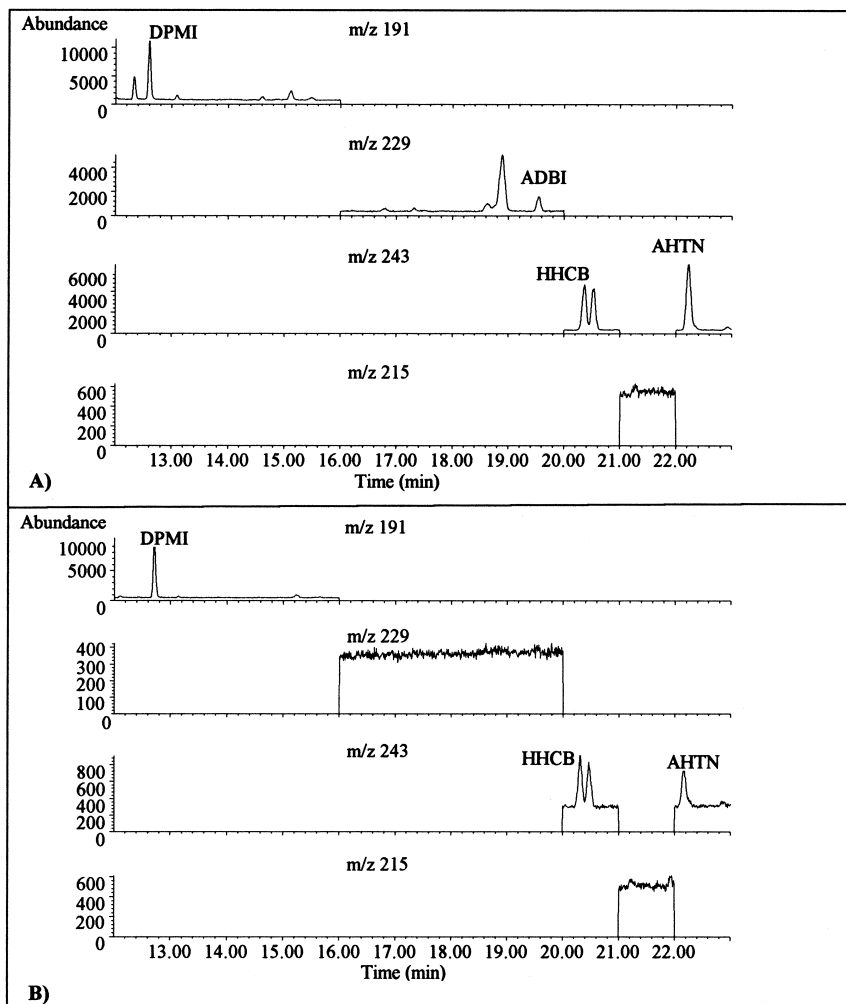 Abundance
DPMI
m/z 191
10000
5000
0
m/z 229
4000
2000
0
ADBI
m/z 243
6000
4000
2000
0
HHCB
AHTN
m/z 215
600
400
200
0
13.00 14.00 15.00 16.00 17.00 18.00 19.00 20.00 21.00 22.00
Time (min)
A)
Abundance
DPMI
m/z 191
10000
5000
0
m/z 229
400
300
200
100
0
m/z 243
800
600
400
200
0
HHCB
AHTN
m/z 215
600
400
200
0
13.00 14.00 15.00 16.00 17.00 18.00 19.00 20.00 21.00 22.00
Time (min)
B)